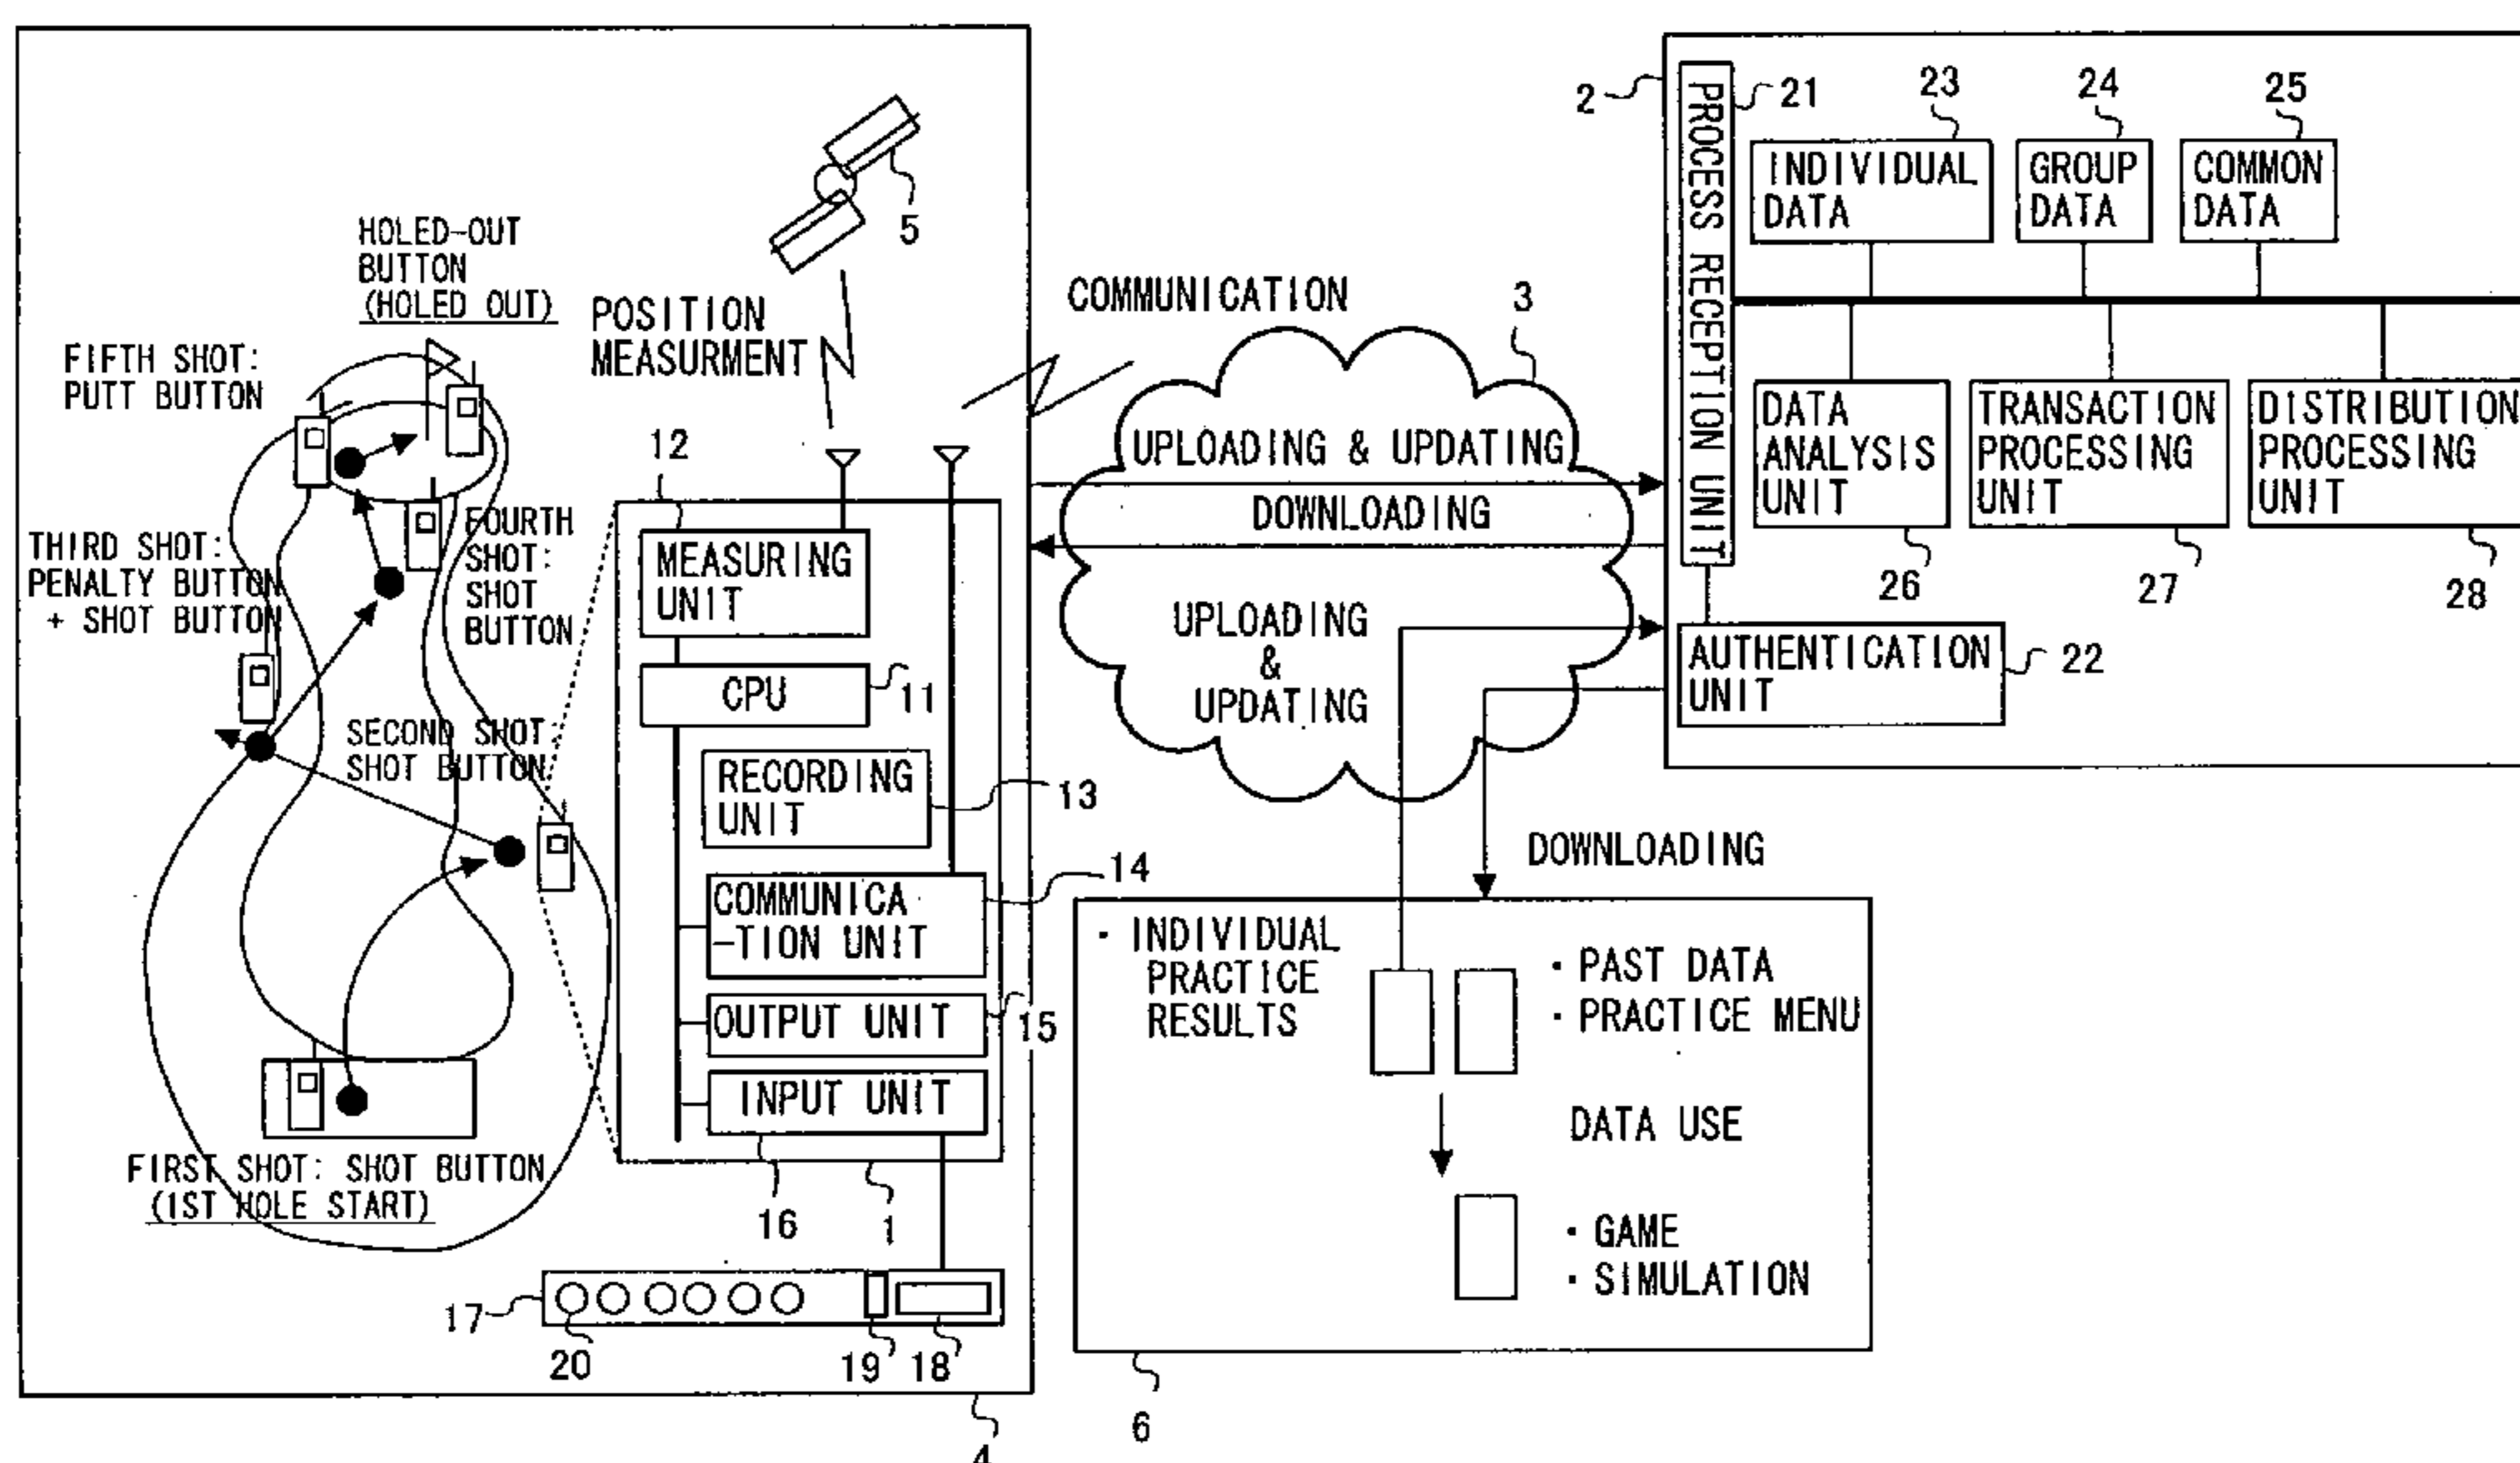 HOLED-OUT
BUTTON
(HOLED OUT)
FIFTH SHOT:
PUTT BUTTON
THIRD SHOT:
PENALTY BUTTON
+ SHOT BUTTON
FOURTH
SHOT:
SHOT
BUTTON
SECOND SHOT:
SHOT BUTTON
FIRST SHOT: SHOT BUTTON
(1ST HOLE START)
5
POSITION
MEASURMENT
12
MEASURING
UNIT
CPU
11
RECORDING
UNIT
13
COMMUNICA
-TION UNIT
14
OUTPUT UNIT
15
INPUT UNIT
16
1
17
20
19
18
4
COMMUNICATION
3
UPLOADING & UPDATING
DOWNLOADING
UPLOADING
&
UPDATING
DOWNLOADING
2
PROCESS RECEPTION UNIT
21
23
INDIVIDUAL
DATA
24
GROUP
DATA
25
COMMON
DATA
DATA
ANALYSIS
UNIT
26
TRANSACTION
PROCESSING
UNIT
27
DISTRIBUTION
PROCESSING
UNIT
28
AUTHENTICATION
UNIT
22
· INDIVIDUAL
PRACTICE
RESULTS
· PAST DATA
· PRACTICE MENU
DATA USE
· GAME
· SIMULATION
6